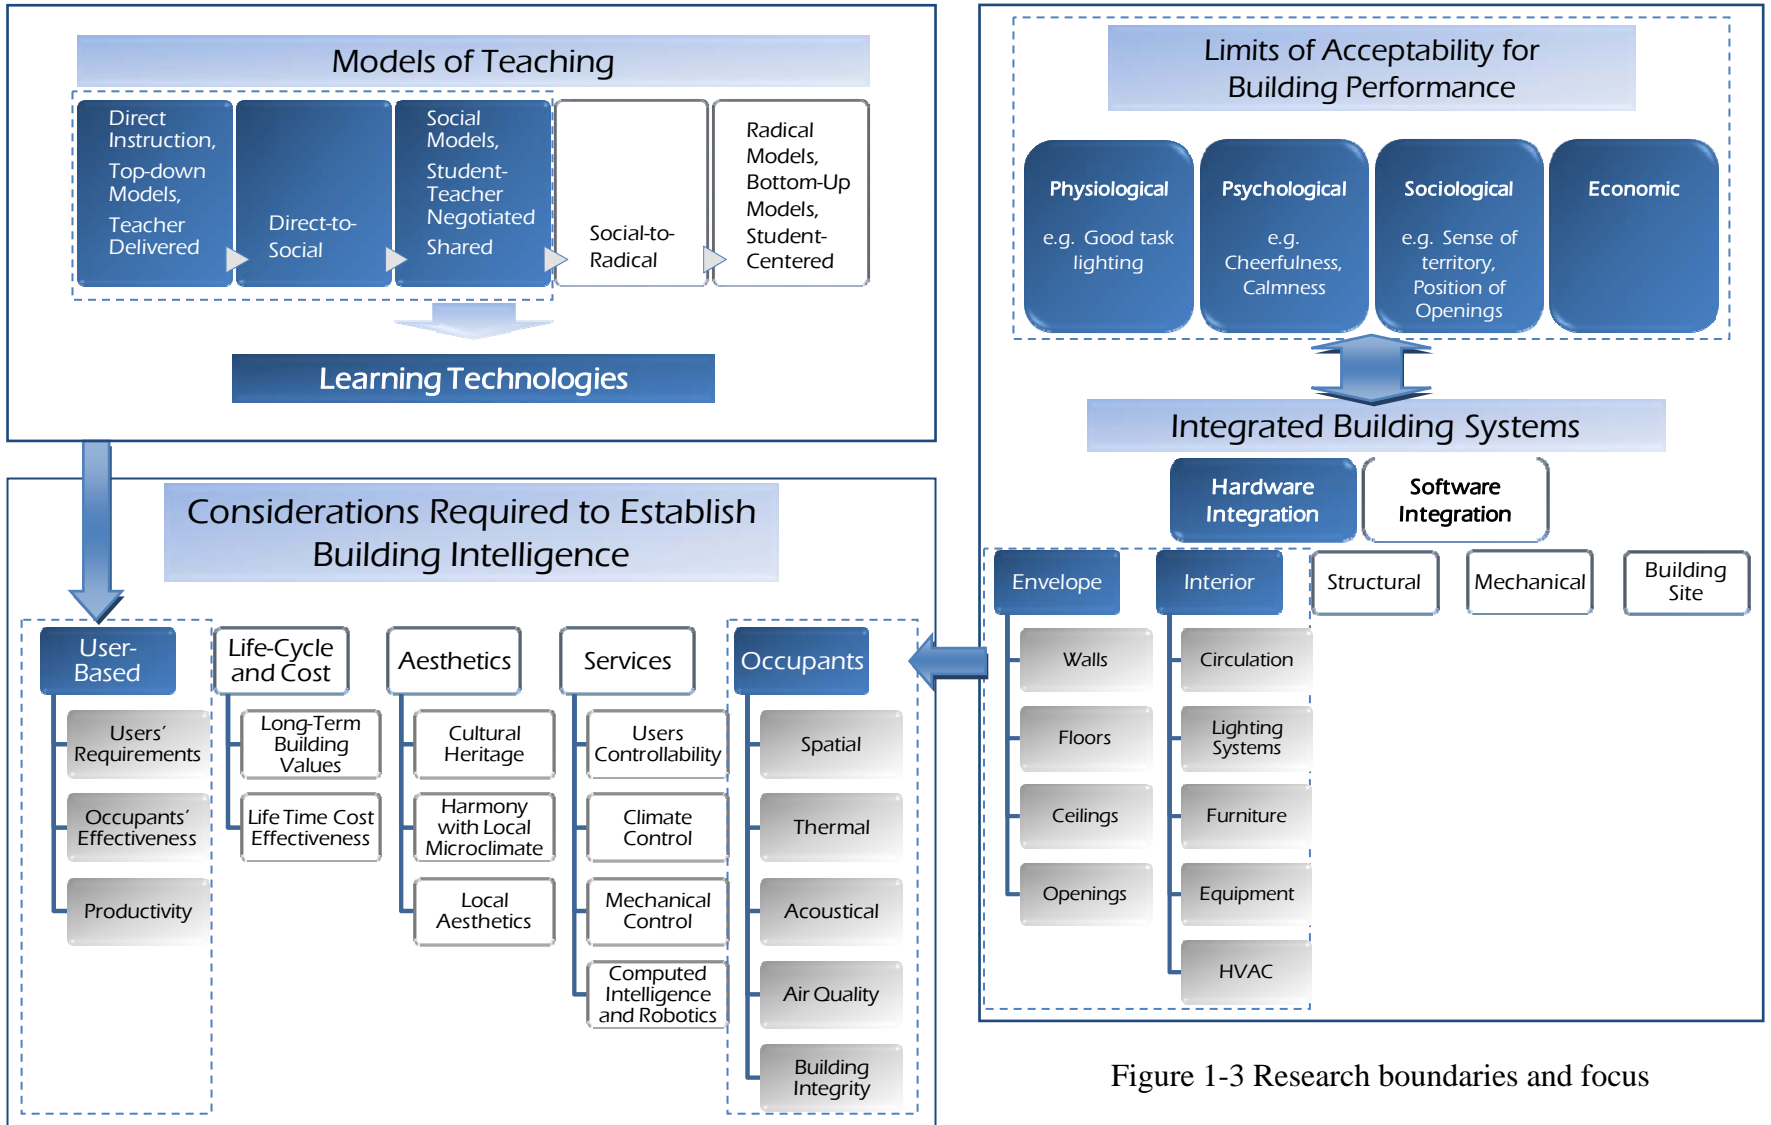 Models of Teaching
Direct
Instruction,
Top-down
Models,
Teacher
Delivered
Direct-to-
Social
Social
Models,
Student-
Teacher
Negotiated
Shared
Social-to-
Radical
Radical
Models,
Bottom-Up
Models,
Student-
Centered
Learning Technologies
Limits of Acceptability for
Building Performance
Physiological
e.g. Good task
lighting
Psychological
e.g.
Cheerfulness,
Calmness
Sociological
e.g. Sense of
territory,
Position of
Openings
Economic
Integrated Building Systems
Hardware
Integration
Software
Integration
Envelope
Walls
Floors
Ceilings
Openings
Interior
Circulation
Lighting
Systems
Furniture
Equipment
HVAC
Structural
Mechanical
Building
Site
Considerations Required to Establish
Building Intelligence
User-
Based
Users'
Requirements
Occupants'
Effectiveness
Productivity
Life-Cycle
and Cost
Long-Term
Building
Values
Life Time Cost
Effectiveness
Aesthetics
Cultural
Heritage
Harmony
with Local
Microclimate
Local
Aesthetics
Services
Users
Controllability
Climate
Control
Mechanical
Control
Computed
Intelligence
and Robotics
Occupants
Spatial
Thermal
Acoustical
Air Quality
Building
Integrity
Figure 1-3 Research boundaries and focus